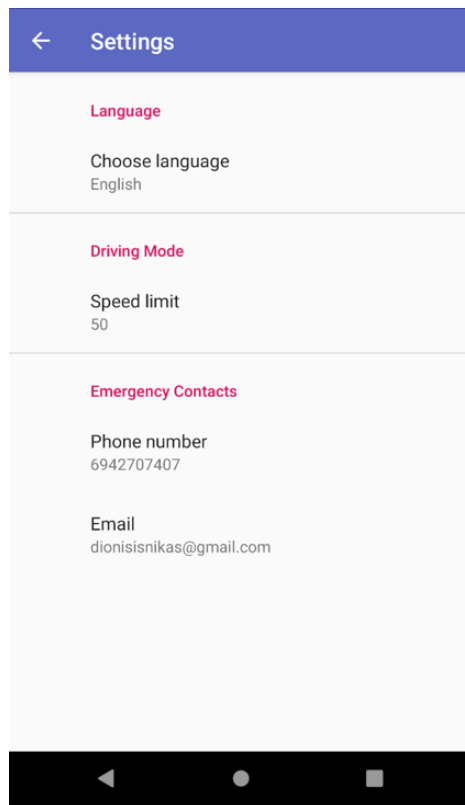 Settings
Language
Choose language
English
Driving Mode
Speed limit
50
Emergency Contacts
Phone number
6942707407
Email
dionisisnikas@gmail.com